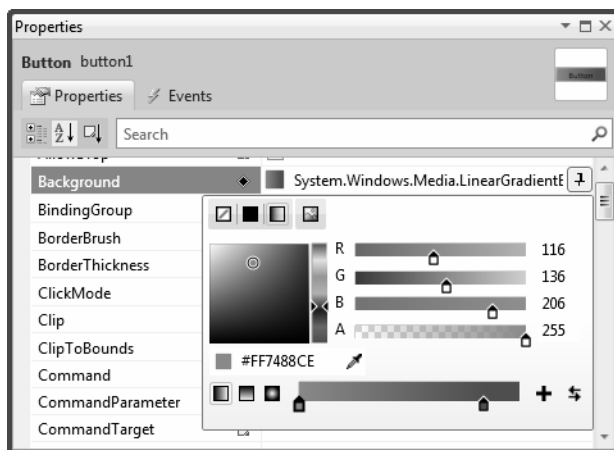 Properties
Button button1
Button
Properties Events
Search
Background System.Windows.Media.LinearGradientB
BindingGroup
BorderBrush
BorderThickness
ClickMode
Clip
ClipToBounds
Command
CommandParameter
CommandTarget
R 116
G 136
B 206
A 255
#FF7488CE